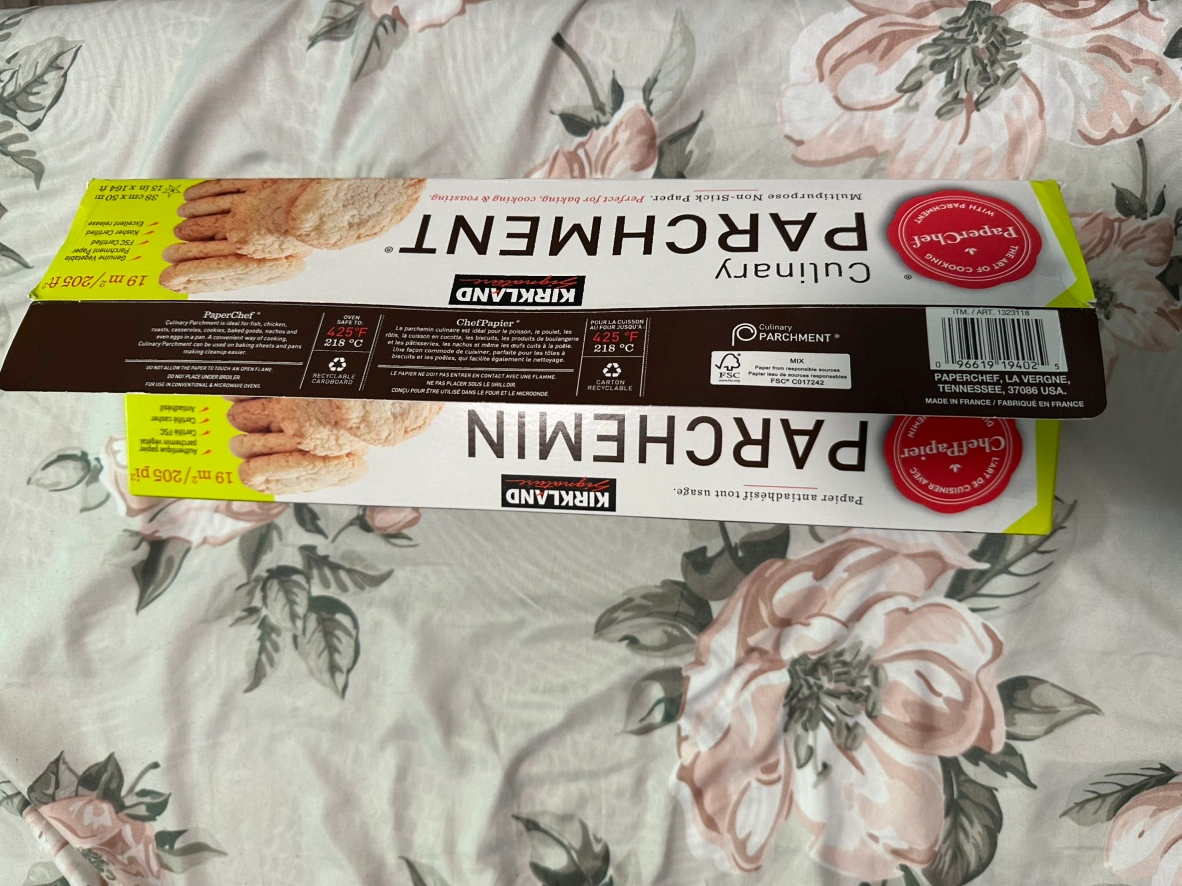 Multipurpose Non-Stick Paper. Perfect for baking, cooking & roasting.
Culinary
PARCHMENT®
KIRKLAND
Signature
THE ART OF COOKING
PaperChef
WITH PARCHMENT
®
38 cm x 50 m
15 in x 164 ft
Excellent release
Kosher Certified
FSC Certified
Genuine Vegetable
Parchment Paper
19 m²/205 ft²
PaperChef™
Culinary Parchment is ideal for fish, chicken,
roasts, casseroles, cookies, baked goods, nachos and
even eggs in a pan. A convenient way of cooking.
Culinary Parchment can be used on baking sheets and pans
making cleanup easier.
DO NOT ALLOW THE PAPER TO TOUCH AN OPEN FLAME.
DO NOT PLACE UNDER BROILER
FOR USE IN CONVENTIONAL & MICROWAVE OVENS.
OVEN
SAFE TO:
425°F
218 °C
RECYCLABLE
CARDBOARD
ChefPapier™
Le parchemin culinaire est idéal pour le poisson, le poulet, les
rôtis, la cuisson en cocotte, les biscuits, les produits de boulangerie
et les pâtisseries, les nachos et même les œufs cuits à la poêle.
Une façon commode de cuisiner, parfaite pour les tôles à
biscuits et les poêles, qui facilite également le nettoyage.
LE PAPIER NE DOIT PAS ENTRER EN CONTACT AVEC UNE FLAMME.
NE PAS PLACER SOUS LE GRILLOIR.
CONÇU POUR ÊTRE UTILISÉ DANS LE FOUR ET LE MICROONDE.
POUR LA CUISSON
AU FOUR JUSQU'À :
425 °F
218 °C
CARTON
RECYCLABLE
Culinary
PARCHMENT®
FSC
www.fsc.org
MIX
Paper from responsible sources
Papier issu de sources responsables
FSC® C017242
ITM. / ART. 1323118
0 96619 19402 5
PAPERCHEF, LA VERGNE,
TENNESSEE, 37086 USA.
MADE IN FRANCE / FABRIQUÉ EN FRANCE
PARCHEMIN
KIRKLAND
Signature
Papier antiadhésif tout usage.
L'ART DE CUISINER AVEC
ChefPapier
Antiadhésif
Certifié casher
Certifié FSC
Authentique papier
parchemin végétal
19 m²/205 pi²